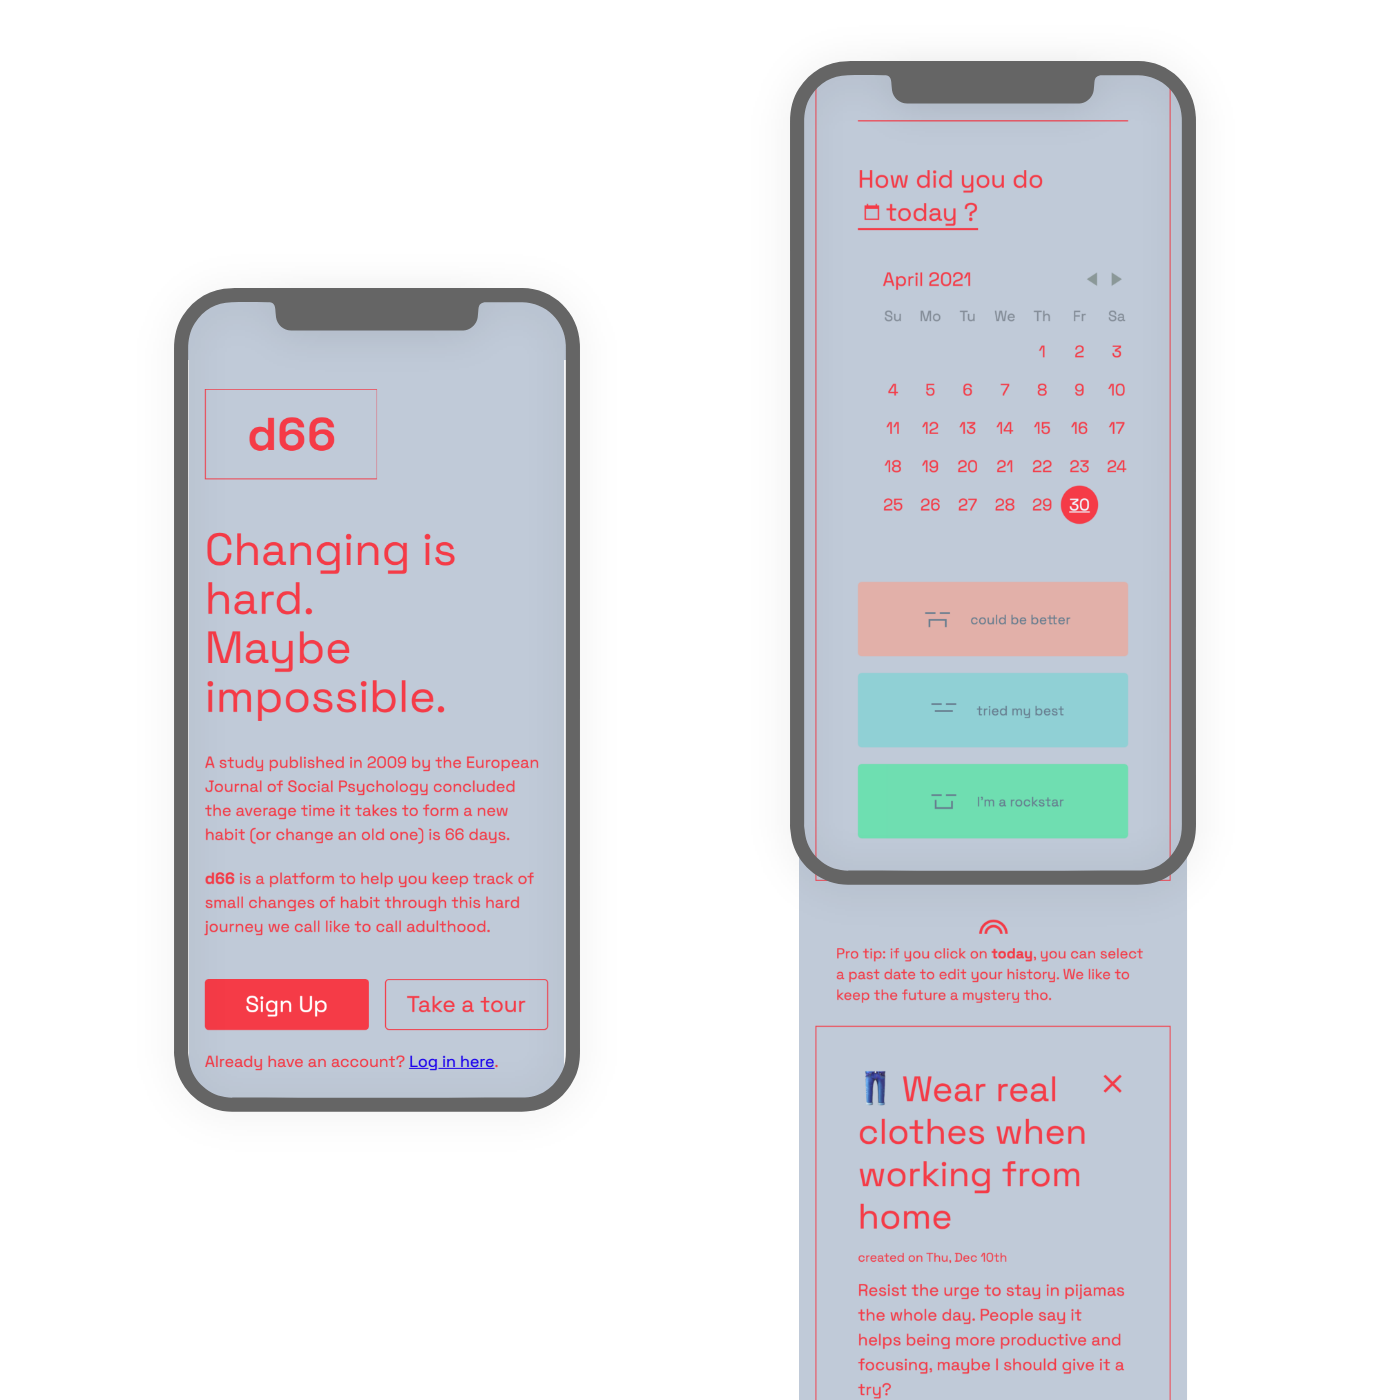 d66
Changing is
hard.
Maybe
impossible.
A study published in 2009 by the European
Journal of Social Psychology concluded
the average time it takes to form a new
habit (or change an old one) is 66 days.
d66 is a platform to help you keep track of
small changes of habit through this hard
journey we call like to call adulthood.
Sign Up
Take a tour
Already have an account? Log in here.
How did you do
today ?
April 2021
Su Mo Tu We Th Fr Sa
1 2 3
4 5 6 7 8 9 10
11 12 13 14 15 16 17
18 19 20 21 22 23 24
25 26 27 28 29 30
could be better
tried my best
I'm a rockstar
Pro tip: if you click on today, you can select
a past date to edit your history. We like to
keep the future a mystery tho.
Wear real
clothes when
working from
home
created on Thu, Dec 10th
Resist the urge to stay in pijamas
the whole day. People say it
helps being more productive and
focusing, maybe I should give it a
try?